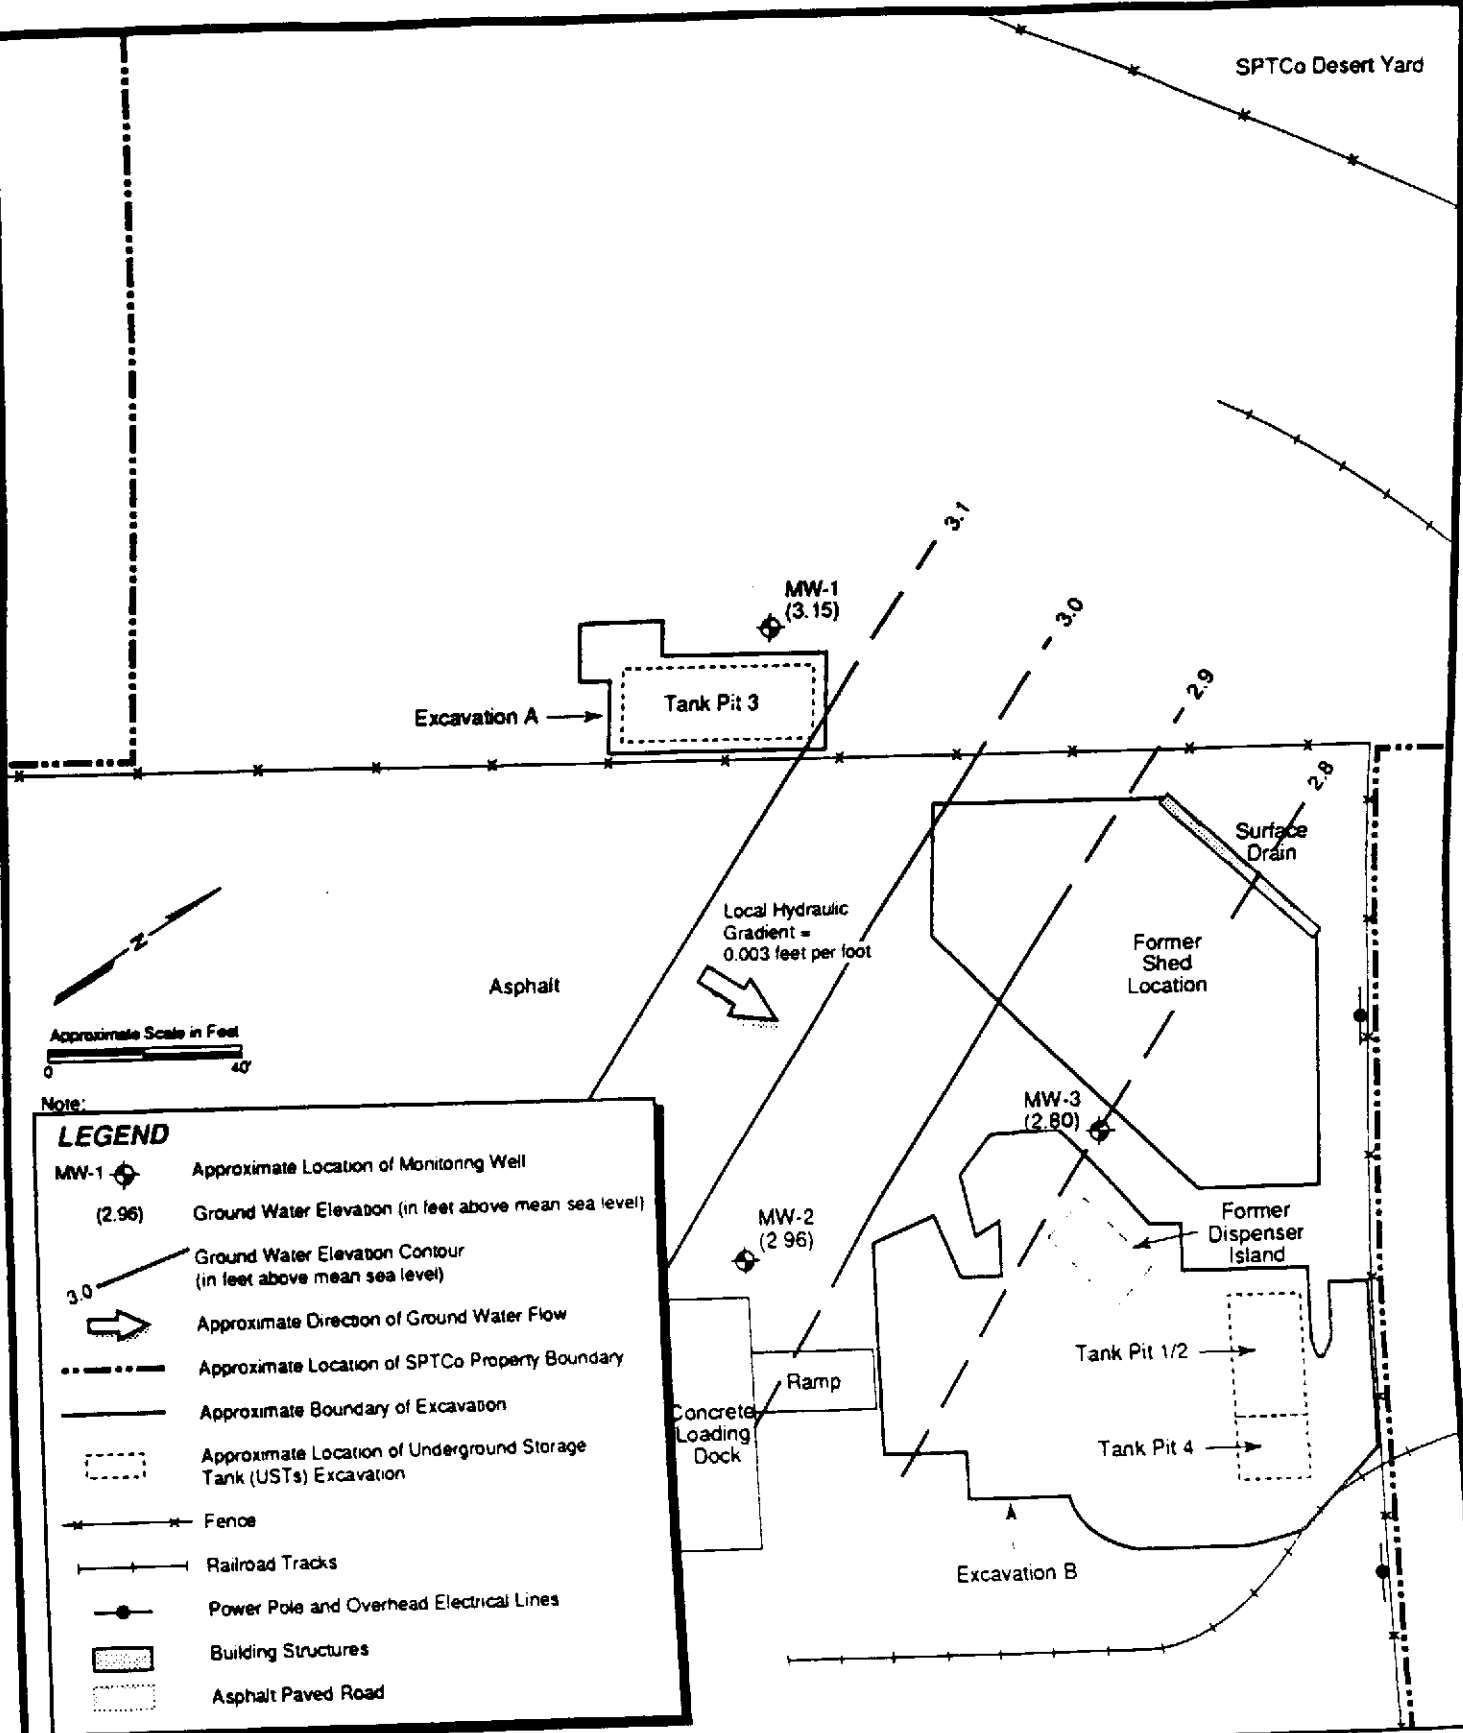 SPTCo Desert Yard
3.1
MW-1
(3.15)
3.0
2.9
Tank Pit 3
Excavation A
2.8
Surface
Drain
Local Hydraulic
Gradient =
0.003 feet per foot
Former
Shed
Location
N
Asphalt
Approximate Scale in Feet
0 40'
Note:
MW-3
(2.80)
LEGEND
MW-1 Approximate Location of Monitoring Well
(2.96) Ground Water Elevation (in feet above mean sea level)
3.0 Ground Water Elevation Contour
(in feet above mean sea level)
Approximate Direction of Ground Water Flow
Approximate Location of SPTCo Property Boundary
Approximate Boundary of Excavation
Approximate Location of Underground Storage
Tank (USTs) Excavation
Fence
Railroad Tracks
Power Pole and Overhead Electrical Lines
Building Structures
Asphalt Paved Road
MW-2
(2 96)
Former
Dispenser
Island
Tank Pit 1/2
Ramp
Concrete
Loading
Dock
Tank Pit 4
Excavation B